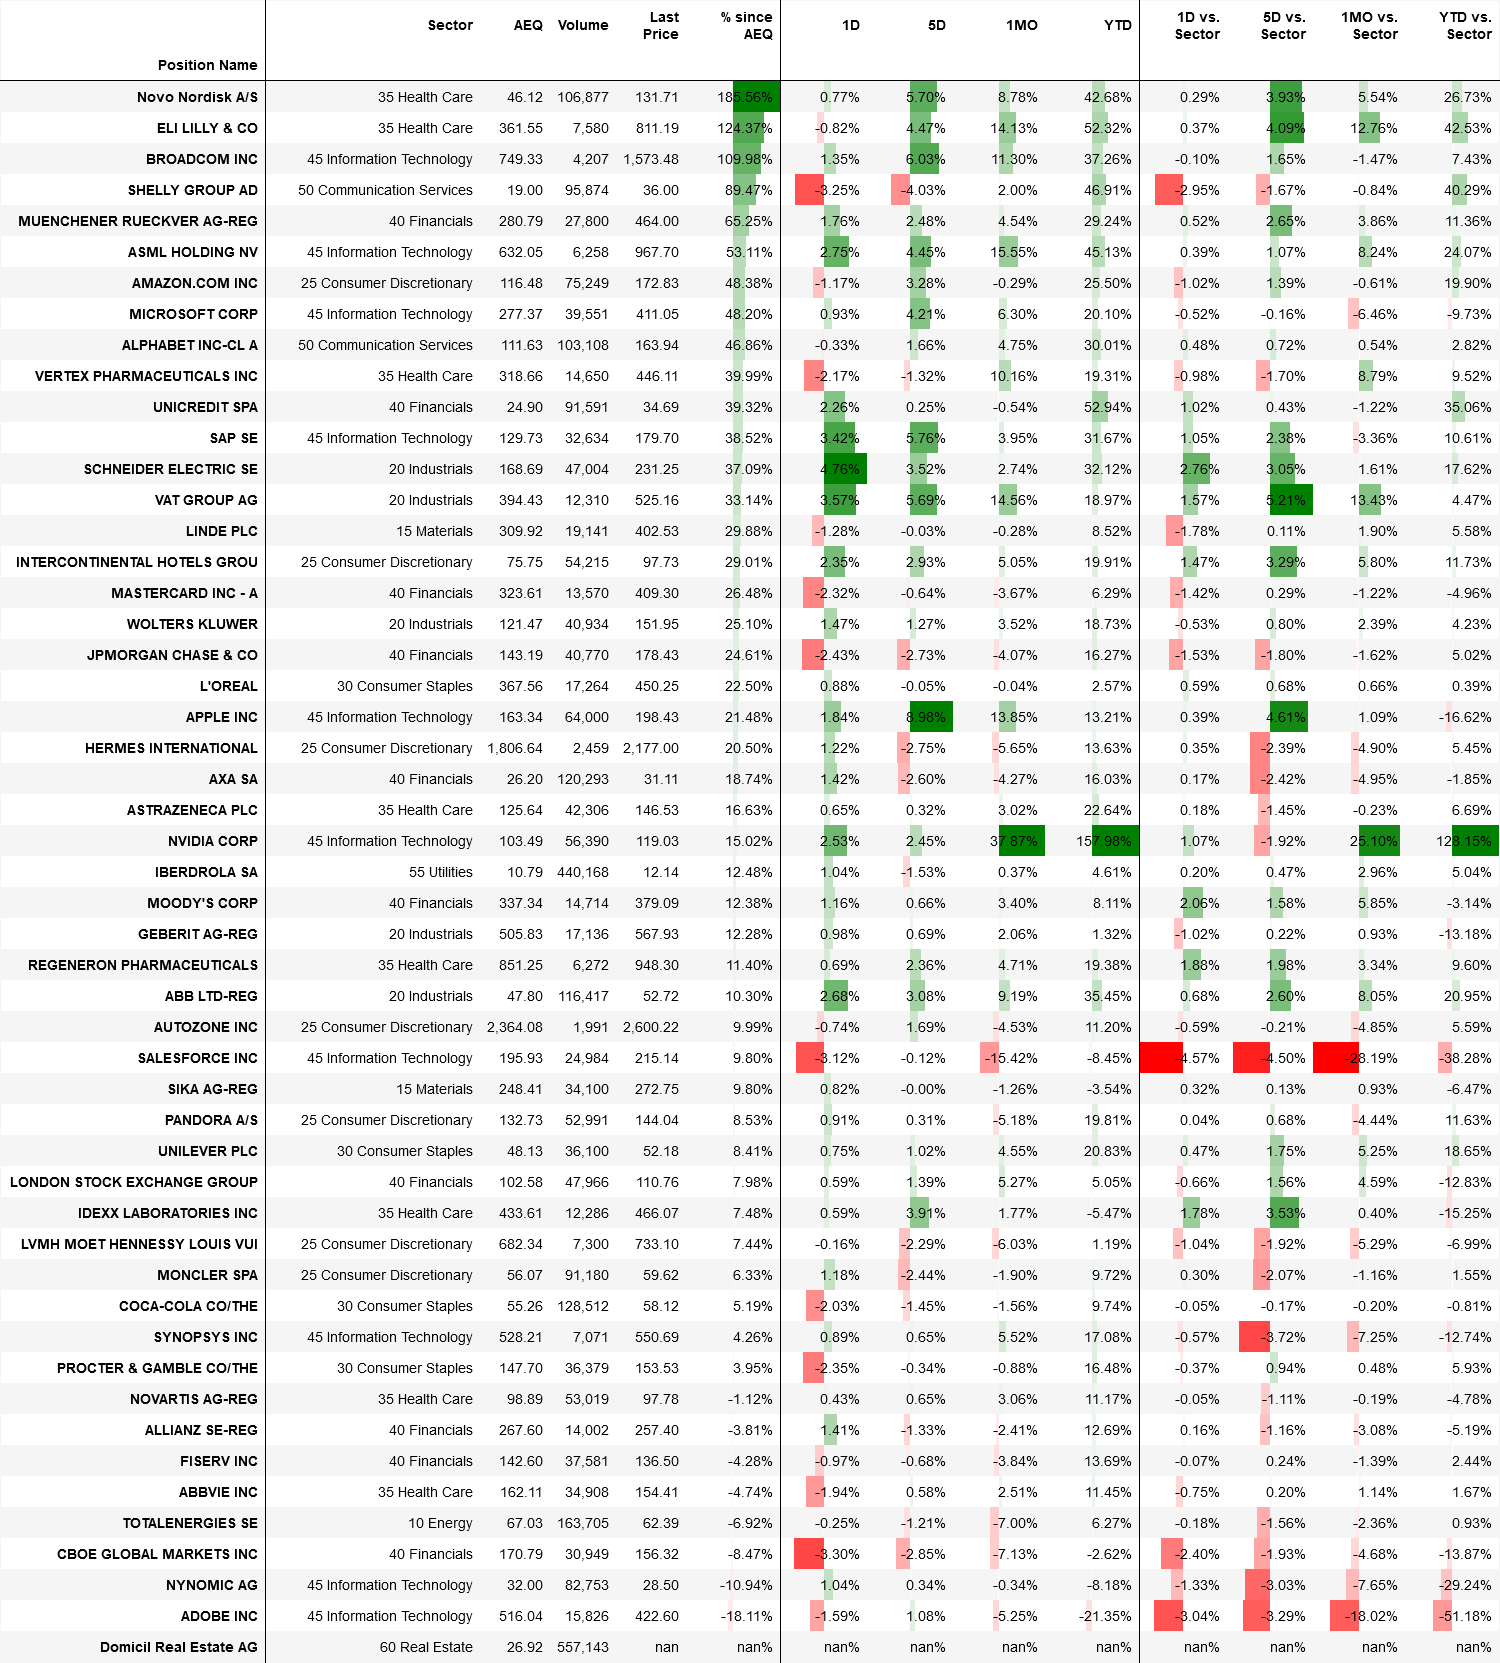 Position Name Sector AEQ Volume Last Price % since AEQ 1D 5D 1MO YTD 1D vs. Sector 5D vs. Sector 1MO vs. Sector YTD vs. Sector
Novo Nordisk A/S 35 Health Care 46.12 106,877 131.71 185.56% 0.77% 5.70% 8.78% 42.68% 0.29% 3.93% 5.54% 26.73%
ELI LILLY & CO 35 Health Care 361.55 7,580 811.19 124.37% -0.82% 4.47% 14.13% 52.32% 0.37% 4.09% 12.76% 42.53%
BROADCOM INC 45 Information Technology 749.33 4,207 1,573.48 109.98% 1.35% 6.03% 11.30% 37.26% -0.10% 1.65% -1.47% 7.43%
SHELLY GROUP AD 50 Communication Services 19.00 95,874 36.00 89.47% -3.25% -4.03% 2.00% 46.91% -2.95% -1.67% -0.84% 40.29%
MUENCHENER RUECKVER AG-REG 40 Financials 280.79 27,800 464.00 65.25% 1.76% 2.48% 4.54% 29.24% 0.52% 2.65% 3.86% 11.36%
ASML HOLDING NV 45 Information Technology 632.05 6,258 967.70 53.11% 2.75% 4.45% 15.55% 45.13% 0.39% 1.07% 8.24% 24.07%
AMAZON.COM INC 25 Consumer Discretionary 116.48 75,249 172.83 48.38% -1.17% 3.28% -0.29% 25.50% -1.02% 1.39% -0.61% 19.90%
MICROSOFT CORP 45 Information Technology 277.37 39,551 411.05 48.20% 0.93% 4.21% 6.30% 20.10% -0.52% -0.16% -6.46% -9.73%
ALPHABET INC-CL A 50 Communication Services 111.63 103,108 163.94 46.86% -0.33% 1.66% 4.75% 30.01% 0.48% 0.72% 0.54% 2.82%
VERTEX PHARMACEUTICALS INC 35 Health Care 318.66 14,650 446.11 39.99% -2.17% -1.32% 10.16% 19.31% -0.98% -1.70% 8.79% 9.52%
UNICREDIT SPA 40 Financials 24.90 91,591 34.69 39.32% 2.26% 0.25% -0.54% 52.94% 1.02% 0.43% -1.22% 35.06%
SAP SE 45 Information Technology 129.73 32,634 179.70 38.52% 3.42% 5.76% 3.95% 31.67% 1.05% 2.38% -3.36% 10.61%
SCHNEIDER ELECTRIC SE 20 Industrials 168.69 47,004 231.25 37.09% 4.76% 3.52% 2.74% 32.12% 2.76% 3.05% 1.61% 17.62%
VAT GROUP AG 20 Industrials 394.43 12,310 525.16 33.14% 3.57% 5.69% 14.56% 18.97% 1.57% 5.21% 13.43% 4.47%
LINDE PLC 15 Materials 309.92 19,141 402.53 29.88% -1.28% -0.03% -0.28% 8.52% -1.78% 0.11% 1.90% 5.58%
INTERCONTINENTAL HOTELS GROU 25 Consumer Discretionary 75.75 54,215 97.73 29.01% 2.35% 2.93% 5.05% 19.91% 1.47% 3.29% 5.80% 11.73%
MASTERCARD INC - A 40 Financials 323.61 13,570 409.30 26.48% -2.32% -0.64% -3.67% 6.29% -1.42% 0.29% -1.22% -4.96%
WOLTERS KLUWER 20 Industrials 121.47 40,934 151.95 25.10% 1.47% 1.27% 3.52% 18.73% -0.53% 0.80% 2.39% 4.23%
JPMORGAN CHASE & CO 40 Financials 143.19 40,770 178.43 24.61% -2.43% -2.73% -4.07% 16.27% -1.53% -1.80% -1.62% 5.02%
L'OREAL 30 Consumer Staples 367.56 17,264 450.25 22.50% 0.88% -0.05% -0.04% 2.57% 0.59% 0.68% 0.66% 0.39%
APPLE INC 45 Information Technology 163.34 64,000 198.43 21.48% 1.84% 8.98% 13.85% 13.21% 0.39% 4.61% 1.09% -16.62%
HERMES INTERNATIONAL 25 Consumer Discretionary 1,806.64 2,459 2,177.00 20.50% 1.22% -2.75% -5.65% 13.63% 0.35% -2.39% -4.90% 5.45%
AXA SA 40 Financials 26.20 120,293 31.11 18.74% 1.42% -2.60% -4.27% 16.03% 0.17% -2.42% -4.95% -1.85%
ASTRAZENECA PLC 35 Health Care 125.64 42,306 146.53 16.63% 0.65% 0.32% 3.02% 22.64% 0.18% -1.45% -0.23% 6.69%
NVIDIA CORP 45 Information Technology 103.49 56,390 119.03 15.02% 2.53% 2.45% 37.87% 157.98% 1.07% -1.92% 25.10% 128.15%
IBERDROLA SA 55 Utilities 10.79 440,168 12.14 12.48% 1.04% -1.53% 0.37% 4.61% 0.20% 0.47% 2.96% 5.04%
MOODY'S CORP 40 Financials 337.34 14,714 379.09 12.38% 1.16% 0.66% 3.40% 8.11% 2.06% 1.58% 5.85% -3.14%
GEBERIT AG-REG 20 Industrials 505.83 17,136 567.93 12.28% 0.98% 0.69% 2.06% 1.32% -1.02% 0.22% 0.93% -13.18%
REGENERON PHARMACEUTICALS 35 Health Care 851.25 6,272 948.30 11.40% 0.69% 2.36% 4.71% 19.38% 1.88% 1.98% 3.34% 9.60%
ABB LTD-REG 20 Industrials 47.80 116,417 52.72 10.30% 2.68% 3.08% 9.19% 35.45% 0.68% 2.60% 8.05% 20.95%
AUTOZONE INC 25 Consumer Discretionary 2,364.08 1,991 2,600.22 9.99% -0.74% 1.69% -4.53% 11.20% -0.59% -0.21% -4.85% 5.59%
SALESFORCE INC 45 Information Technology 195.93 24,984 215.14 9.80% -3.12% -0.12% -15.42% -8.45% -4.57% -4.50% -28.19% -38.28%
SIKA AG-REG 15 Materials 248.41 34,100 272.75 9.80% 0.82% -0.00% -1.26% -3.54% 0.32% 0.13% 0.93% -6.47%
PANDORA A/S 25 Consumer Discretionary 132.73 52,991 144.04 8.53% 0.91% 0.31% -5.18% 19.81% 0.04% 0.68% -4.44% 11.63%
UNILEVER PLC 30 Consumer Staples 48.13 36,100 52.18 8.41% 0.75% 1.02% 4.55% 20.83% 0.47% 1.75% 5.25% 18.65%
LONDON STOCK EXCHANGE GROUP 40 Financials 102.58 47,966 110.76 7.98% 0.59% 1.39% 5.27% 5.05% -0.66% 1.56% 4.59% -12.83%
IDEXX LABORATORIES INC 35 Health Care 433.61 12,286 466.07 7.48% 0.59% 3.91% 1.77% -5.47% 1.78% 3.53% 0.40% -15.25%
LVMH MOET HENNESSY LOUIS VUI 25 Consumer Discretionary 682.34 7,300 733.10 7.44% -0.16% -2.29% -6.03% 1.19% -1.04% -1.92% -5.29% -6.99%
MONCLER SPA 25 Consumer Discretionary 56.07 91,180 59.62 6.33% 1.18% -2.44% -1.90% 9.72% 0.30% -2.07% -1.16% 1.55%
COCA-COLA CO/THE 30 Consumer Staples 55.26 128,512 58.12 5.19% -2.03% -1.45% -1.56% 9.74% -0.05% -0.17% -0.20% -0.81%
SYNOPSYS INC 45 Information Technology 528.21 7,071 550.69 4.26% 0.89% 0.65% 5.52% 17.08% -0.57% -3.72% -7.25% -12.74%
PROCTER & GAMBLE CO/THE 30 Consumer Staples 147.70 36,379 153.53 3.95% -2.35% -0.34% -0.88% 16.48% -0.37% 0.94% 0.48% 5.93%
NOVARTIS AG-REG 35 Health Care 98.89 53,019 97.78 -1.12% 0.43% 0.65% 3.06% 11.17% -0.05% -1.11% -0.19% -4.78%
ALLIANZ SE-REG 40 Financials 267.60 14,002 257.40 -3.81% 1.41% -1.33% -2.41% 12.69% 0.16% -1.16% -3.08% -5.19%
FISERV INC 40 Financials 142.60 37,581 136.50 -4.28% -0.97% -0.68% -3.84% 13.69% -0.07% 0.24% -1.39% 2.44%
ABBVIE INC 35 Health Care 162.11 34,908 154.41 -4.74% -1.94% 0.58% 2.51% 11.45% -0.75% 0.20% 1.14% 1.67%
TOTALENERGIES SE 10 Energy 67.03 163,705 62.39 -6.92% -0.25% -1.21% -7.00% 6.27% -0.18% -1.56% -2.36% 0.93%
CBOE GLOBAL MARKETS INC 40 Financials 170.79 30,949 156.32 -8.47% -3.30% -2.85% -7.13% -2.62% -2.40% -1.93% -4.68% -13.87%
NYNOMIC AG 45 Information Technology 32.00 82,753 28.50 -10.94% 1.04% 0.34% -0.34% -8.18% -1.33% -3.03% -7.65% -29.24%
ADOBE INC 45 Information Technology 516.04 15,826 422.60 -18.11% -1.59% 1.08% -5.25% -21.35% -3.04% -3.29% -18.02% -51.18%
Domicil Real Estate AG 60 Real Estate 26.92 557,143 nan nan% nan% nan% nan% nan% nan% nan% nan% nan%